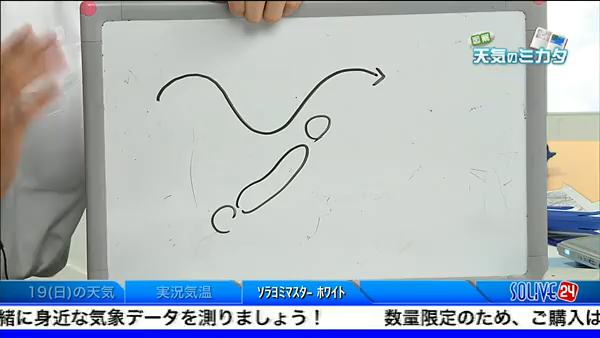 図解
天気のミカタ
19(日)の天気
実況気温
ソラヨミマスター ホワイト
SOLiVE24
緒に身近な気象データを測りましょう！
数量限定のため、ご購入は